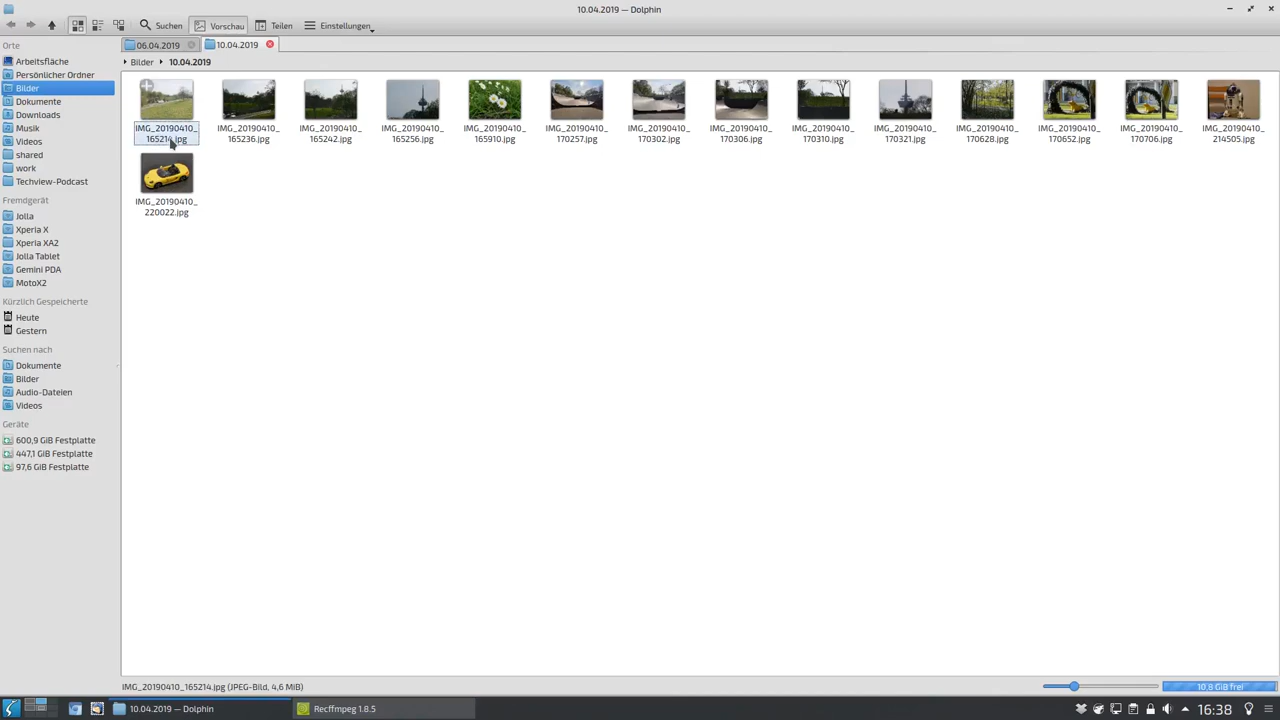 10.04.2019 — Dolphin
Suchen
Vorschau
Teilen
Einstellungen
Orte
06.04.2019
10.04.2019
Arbeitsfläche
Bilder
10.04.2019
Persönlicher Ordner
Bilder
Dokumente
Downloads
Musik
Videos
shared
work
Techview-Podcast
Fremdgerät
Jolla
Xperia X
Xperia XA2
Jolla Tablet
Gemini PDA
MotoX2
Kürzlich Gespeicherte
Heute
Gestern
Suchen nach
Dokumente
Bilder
Audio-Dateien
Videos
Geräte
600,9 GiB Festplatte
447,1 GiB Festplatte
97,6 GiB Festplatte
IMG_20190410_
165214.jpg
IMG_20190410_
165236.jpg
IMG_20190410_
165242.jpg
IMG_20190410_
165256.jpg
IMG_20190410_
165910.jpg
IMG_20190410_
170257.jpg
IMG_20190410_
170302.jpg
IMG_20190410_
170306.jpg
IMG_20190410_
170310.jpg
IMG_20190410_
170321.jpg
IMG_20190410_
170628.jpg
IMG_20190410_
170652.jpg
IMG_20190410_
170706.jpg
IMG_20190410_
214505.jpg
IMG_20190410_
220022.jpg
IMG_20190410_165214.jpg (JPEG-Bild, 4,6 MiB)
10,8 GiB frei
10.04.2019 — Dolphin
Recffmpeg 1.8.5
16:38